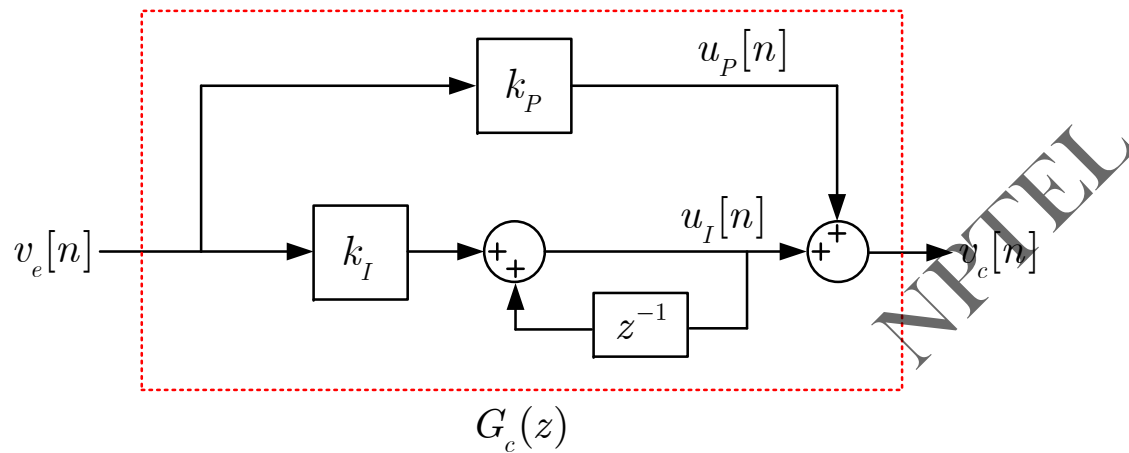 u_P[n]
k_P
u_I[n]
+
v_e[n]
k_I
+
+
+
v_c[n]
z^{-1}
NPTEL
G_c(z)